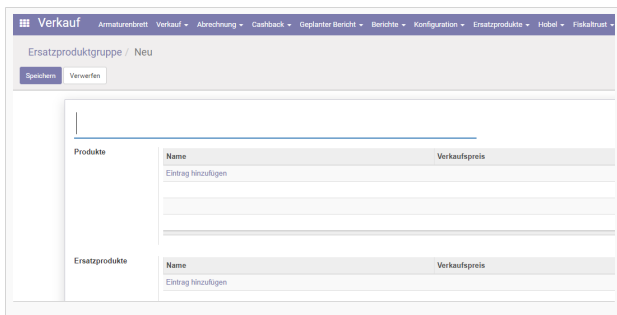 Verkauf Armaturenbrett Verkauf Abrechnung Cashback Geplanter Bericht Berichte Konfiguration Ersatzprodukte Hobel Fiskaltrust
Ersatzproduktgruppe / Neu
Speichern Verwerfen
Produkte
Name Verkaufspreis
Eintrag hinzufügen
Ersatzprodukte
Name Verkaufspreis
Eintrag hinzufügen